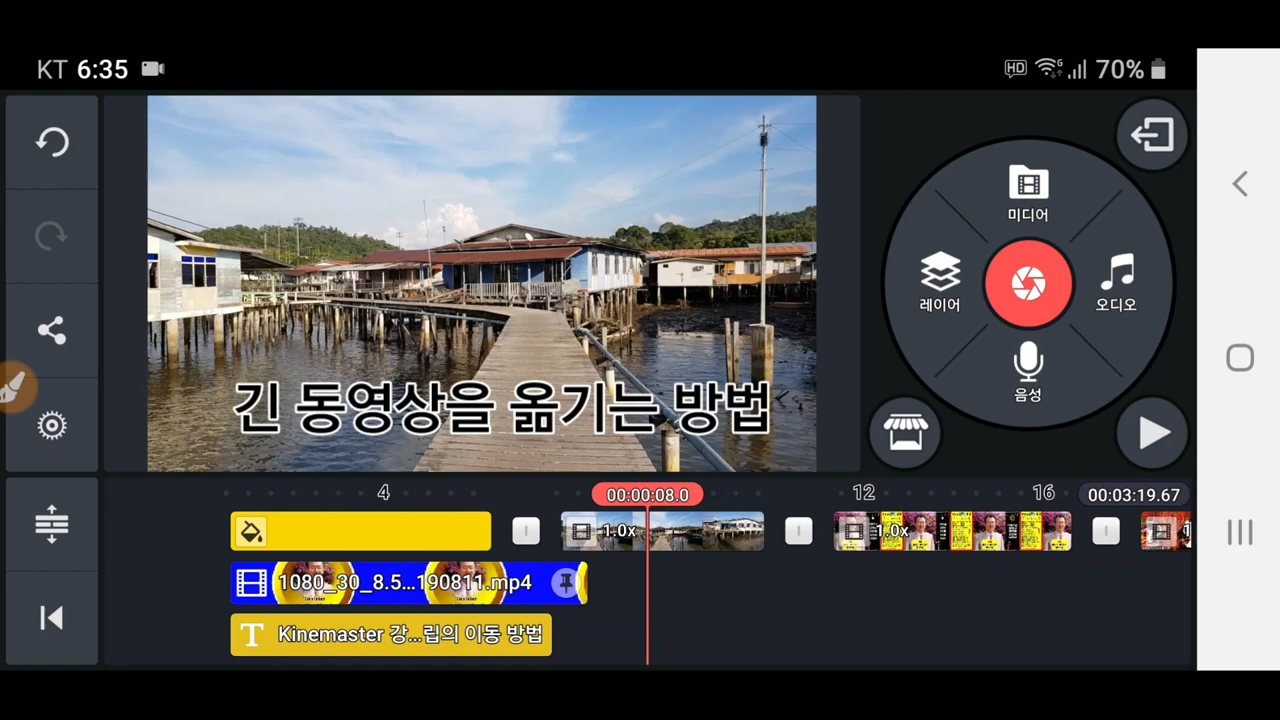 KT 6:35
HD 70%
미디어
레이어
오디오
음성
긴 동영상을 옮기는 방법
4
00:00:08.0
12
16
00:03:19.67
1.0x
1.0x
1080_30_8.5...190811.mp4
T Kinemaster 강...립의 이동 방법